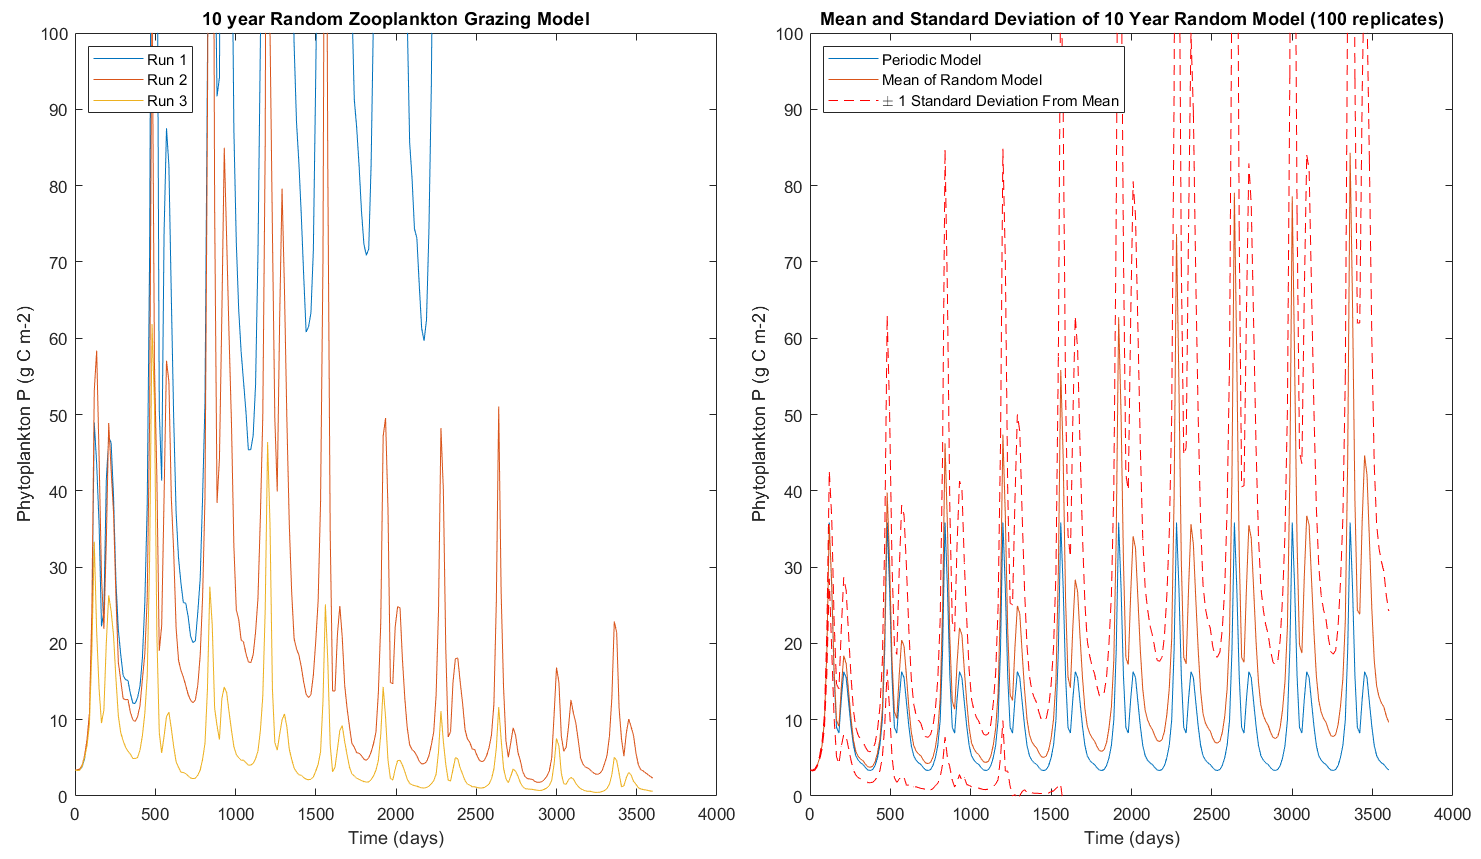 10 year Random Zooplankton Grazing Model
100
90
80
70
60
50
40
30
20
10
0
Phytoplankton P (g C m-2)
Run 1
Run 2
Run 3
0 500 1000 1500 2000 2500 3000 3500 4000
Time (days)
Mean and Standard Deviation of 10 Year Random Model (100 replicates)
100
90
80
70
60
50
40
30
20
10
0
Phytoplankton P (g C m-2)
Periodic Model
Mean of Random Model
± 1 Standard Deviation From Mean
0 500 1000 1500 2000 2500 3000 3500 4000
Time (days)